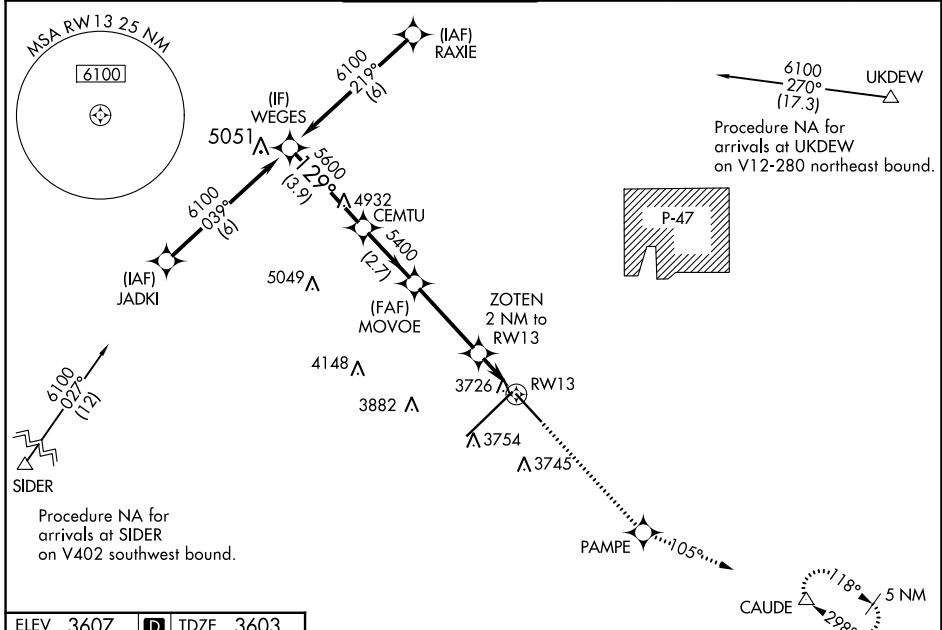 MSA RW13 25 NM
6100
(IAF)
RAXIE
6100
219°
(6)
(IF)
WEGES
5051
5600
129°
(3.9)
4932
CEMTU
5400
(2.7)
6100
039°
(6)
(IAF)
JADKI
5049
(FAF)
MOVOE
ZOTEN
2 NM to
RW13
4148
3726
RW13
3882
3754
3745
6100
027°
(12)
SIDER
Procedure NA for
arrivals at SIDER
on V402 southwest bound.
6100
270°
(17.3)
UKDEW
Procedure NA for
arrivals at UKDEW
on V12-280 northeast bound.
P-47
PAMPE
105°
CAUDE
118°
5 NM
298°
ELEV 3607 D TDZE 3603